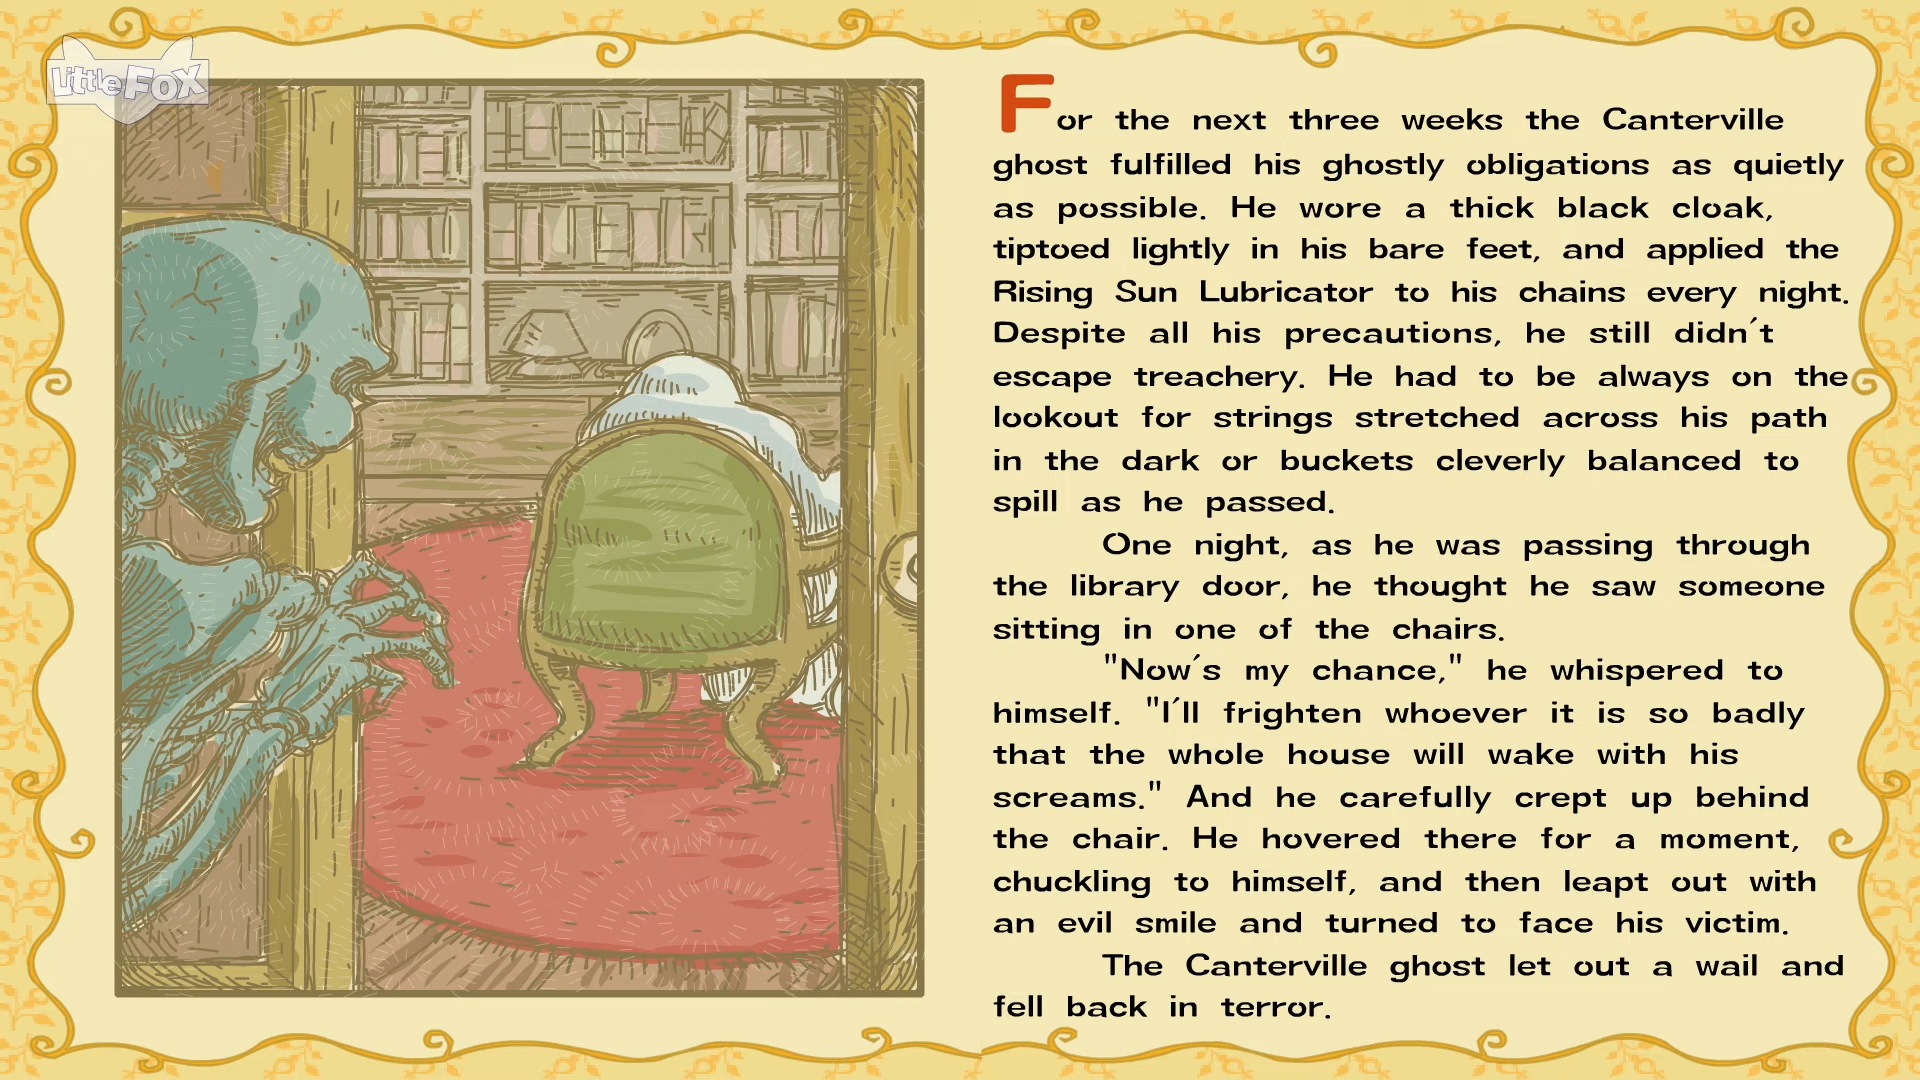 Little Fox
For the next three weeks the Canterville
ghost fulfilled his ghostly obligations as quietly
as possible. He wore a thick black cloak,
tiptoed lightly in his bare feet, and applied the
Rising Sun Lubricator to his chains every night.
Despite all his precautions, he still didn't
escape treachery. He had to be always on the
lookout for strings stretched across his path
in the dark or buckets cleverly balanced to
spill as he passed.
One night, as he was passing through
the library door, he thought he saw someone
sitting in one of the chairs.
"Now's my chance," he whispered to
himself. "I'll frighten whoever it is so badly
that the whole house will wake with his
screams." And he carefully crept up behind
the chair. He hovered there for a moment,
chuckling to himself, and then leapt out with
an evil smile and turned to face his victim.
The Canterville ghost let out a wail and
fell back in terror.